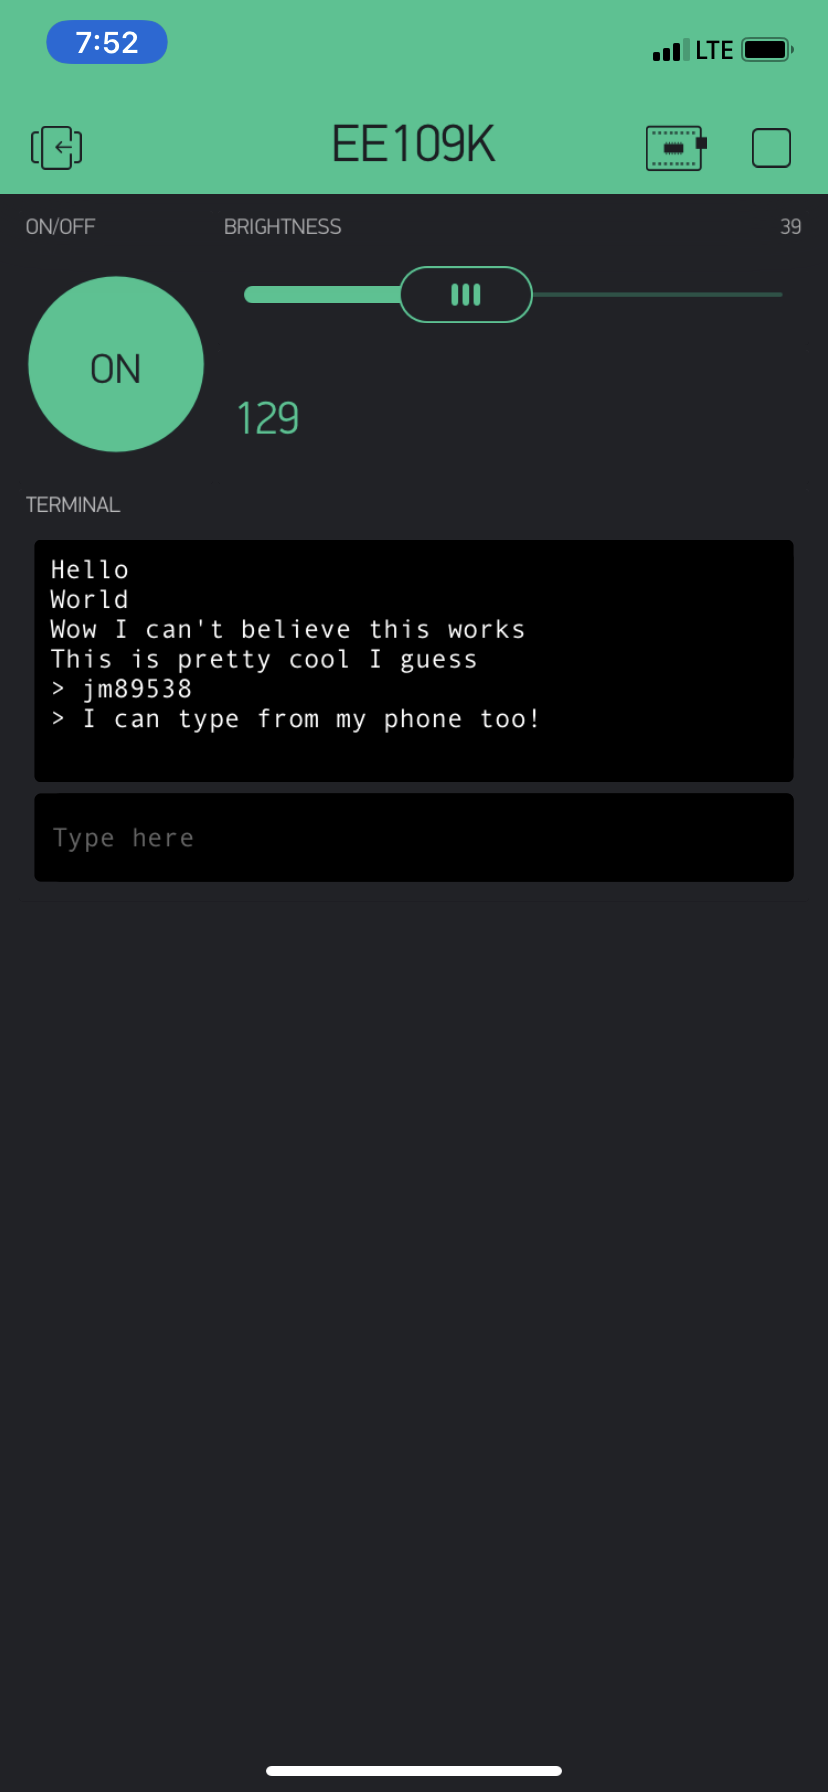 7:52
LTE
EE109K
ON/OFF
BRIGHTNESS
39
ON
129
TERMINAL
Hello
World
Wow I can't believe this works
This is pretty cool I guess
> jm89538
> I can type from my phone too!
Type here